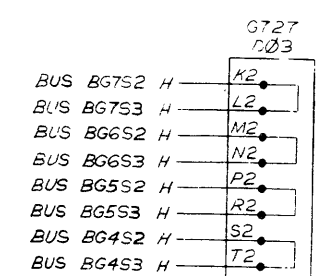 G727
DØ3
BUS BG7S2 H K2
BUS BG7S3 H L2
BUS BG6S2 H M2
BUS BG6S3 H N2
BUS BG5S2 H P2
BUS BG5S3 H R2
BUS BG4S2 H S2
BUS BG4S3 H T2